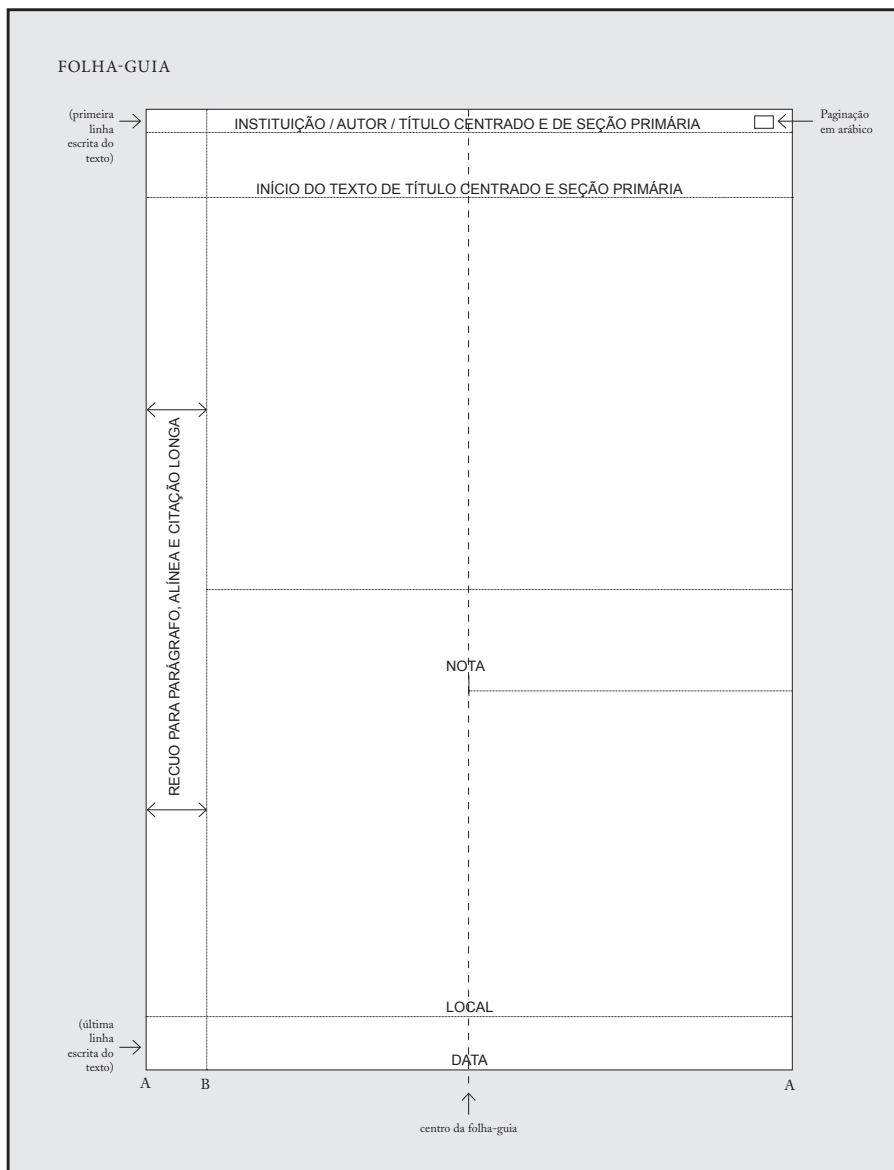 FOLHA-GUIA
(primeira
linha
escrita do
texto)
INSTITUIÇÃO / AUTOR / TÍTULO CENTRADO E DE SEÇÃO PRIMÁRIA
Paginação
em arábico
INÍCIO DO TEXTO DE TÍTULO CENTRADO E SEÇÃO PRIMÁRIA
RECUO PARA PARÁGRAFO, ALÍNEA E CITAÇÃO LONGA
NOTA
LOCAL
(última
linha
escrita do
texto)
DATA
A
B
A
centro da folha-guia